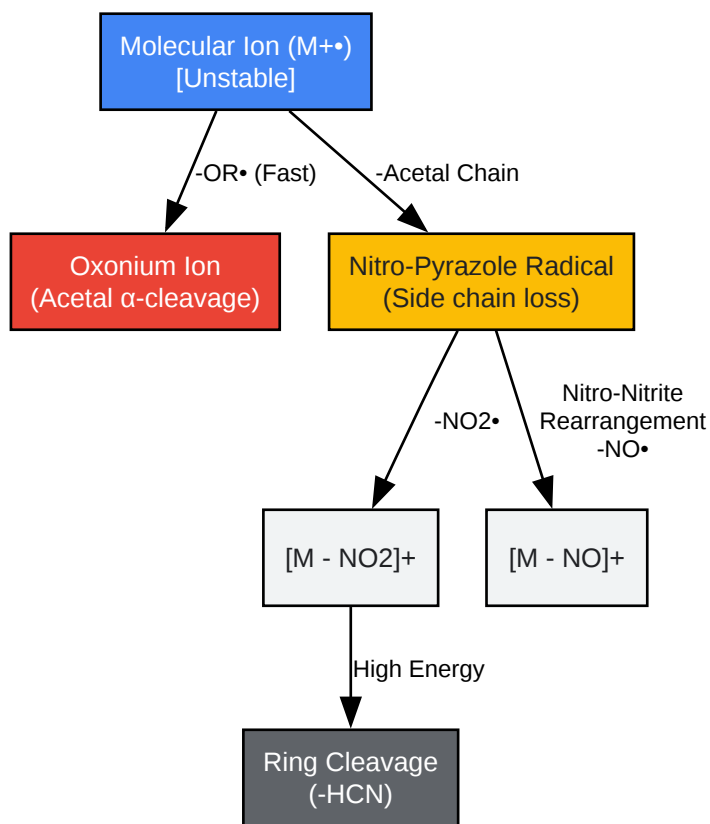 Molecular Ion (M+•)
[Unstable]
-OR• (Fast)
-Acetal Chain
Oxonium Ion
(Acetal α-cleavage)
Nitro-Pyrazole Radical
(Side chain loss)
-NO2•
Nitro-Nitrite
Rearrangement
-NO•
[M - NO2]+
[M - NO]+
High Energy
Ring Cleavage
(-HCN)